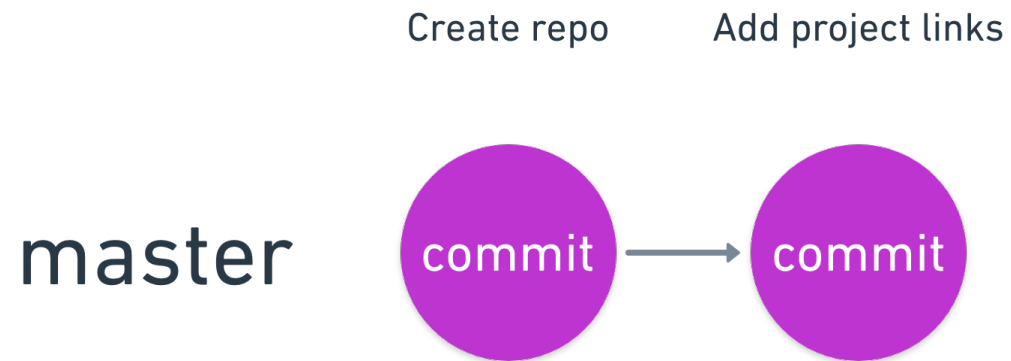 Create repo
Add project links
master
commit
commit